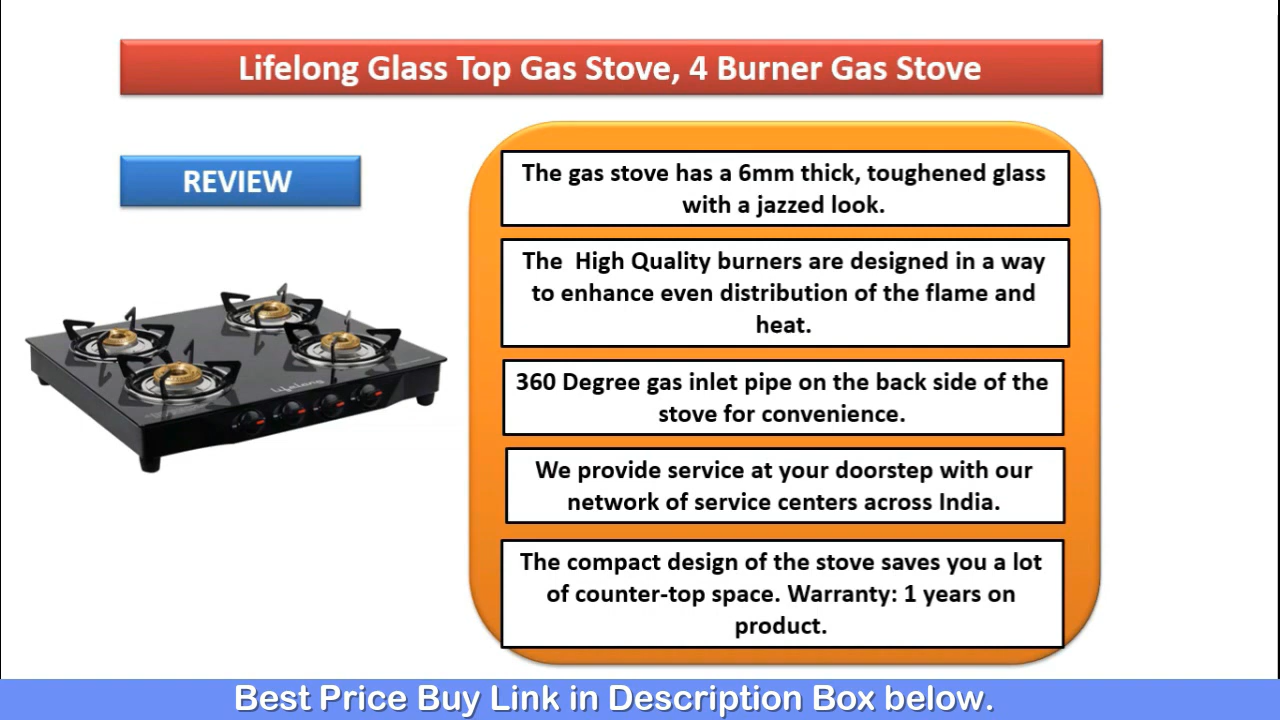 Lifelong Glass Top Gas Stove, 4 Burner Gas Stove
REVIEW
The gas stove has a 6mm thick, toughened glass
with a jazzed look.
The  High Quality burners are designed in a way
to enhance even distribution of the flame and
heat.
360 Degree gas inlet pipe on the back side of the
stove for convenience.
We provide service at your doorstep with our
network of service centers across India.
The compact design of the stove saves you a lot
of counter-top space. Warranty: 1 years on
product.
lifelong
Best Price Buy Link in Description Box below.